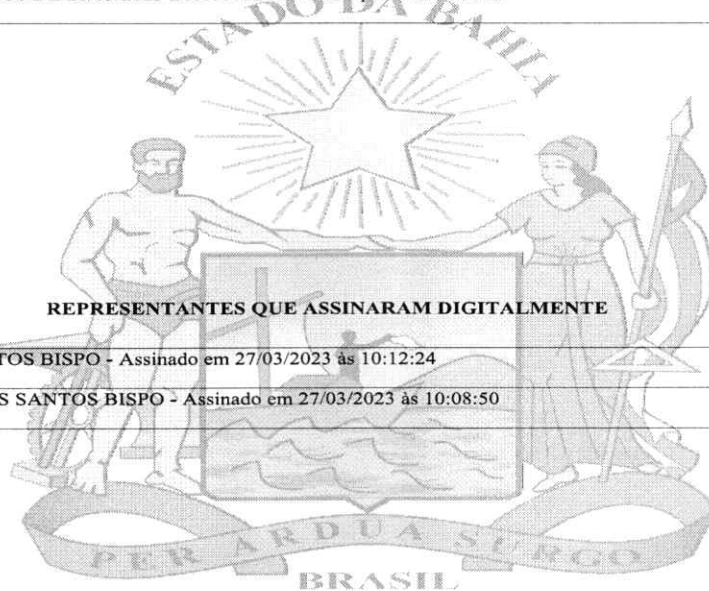 ESTADO DA BAHIA
REPRESENTANTES QUE ASSINARAM DIGITALMENTE
TOS BISPO - Assinado em 27/03/2023 às 10:12:24
S SANTOS BISPO - Assinado em 27/03/2023 às 10:08:50
PER ARDUA SURGO
BRASIL